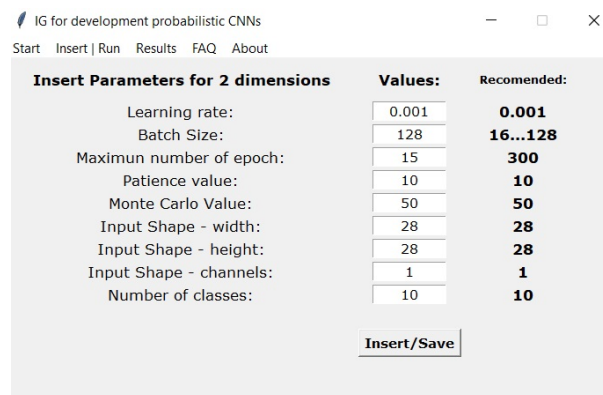 IG for development probabilistic CNNs
Start Insert | Run Results FAQ About
Insert Parameters for 2 dimensions Values: Recomended:
Learning rate: 0.001 0.001
Batch Size: 128 16...128
Maximun number of epoch: 15 300
Patience value: 10 10
Monte Carlo Value: 50 50
Input Shape - width: 28 28
Input Shape - height: 28 28
Input Shape - channels: 1 1
Number of classes: 10 10
Insert/Save